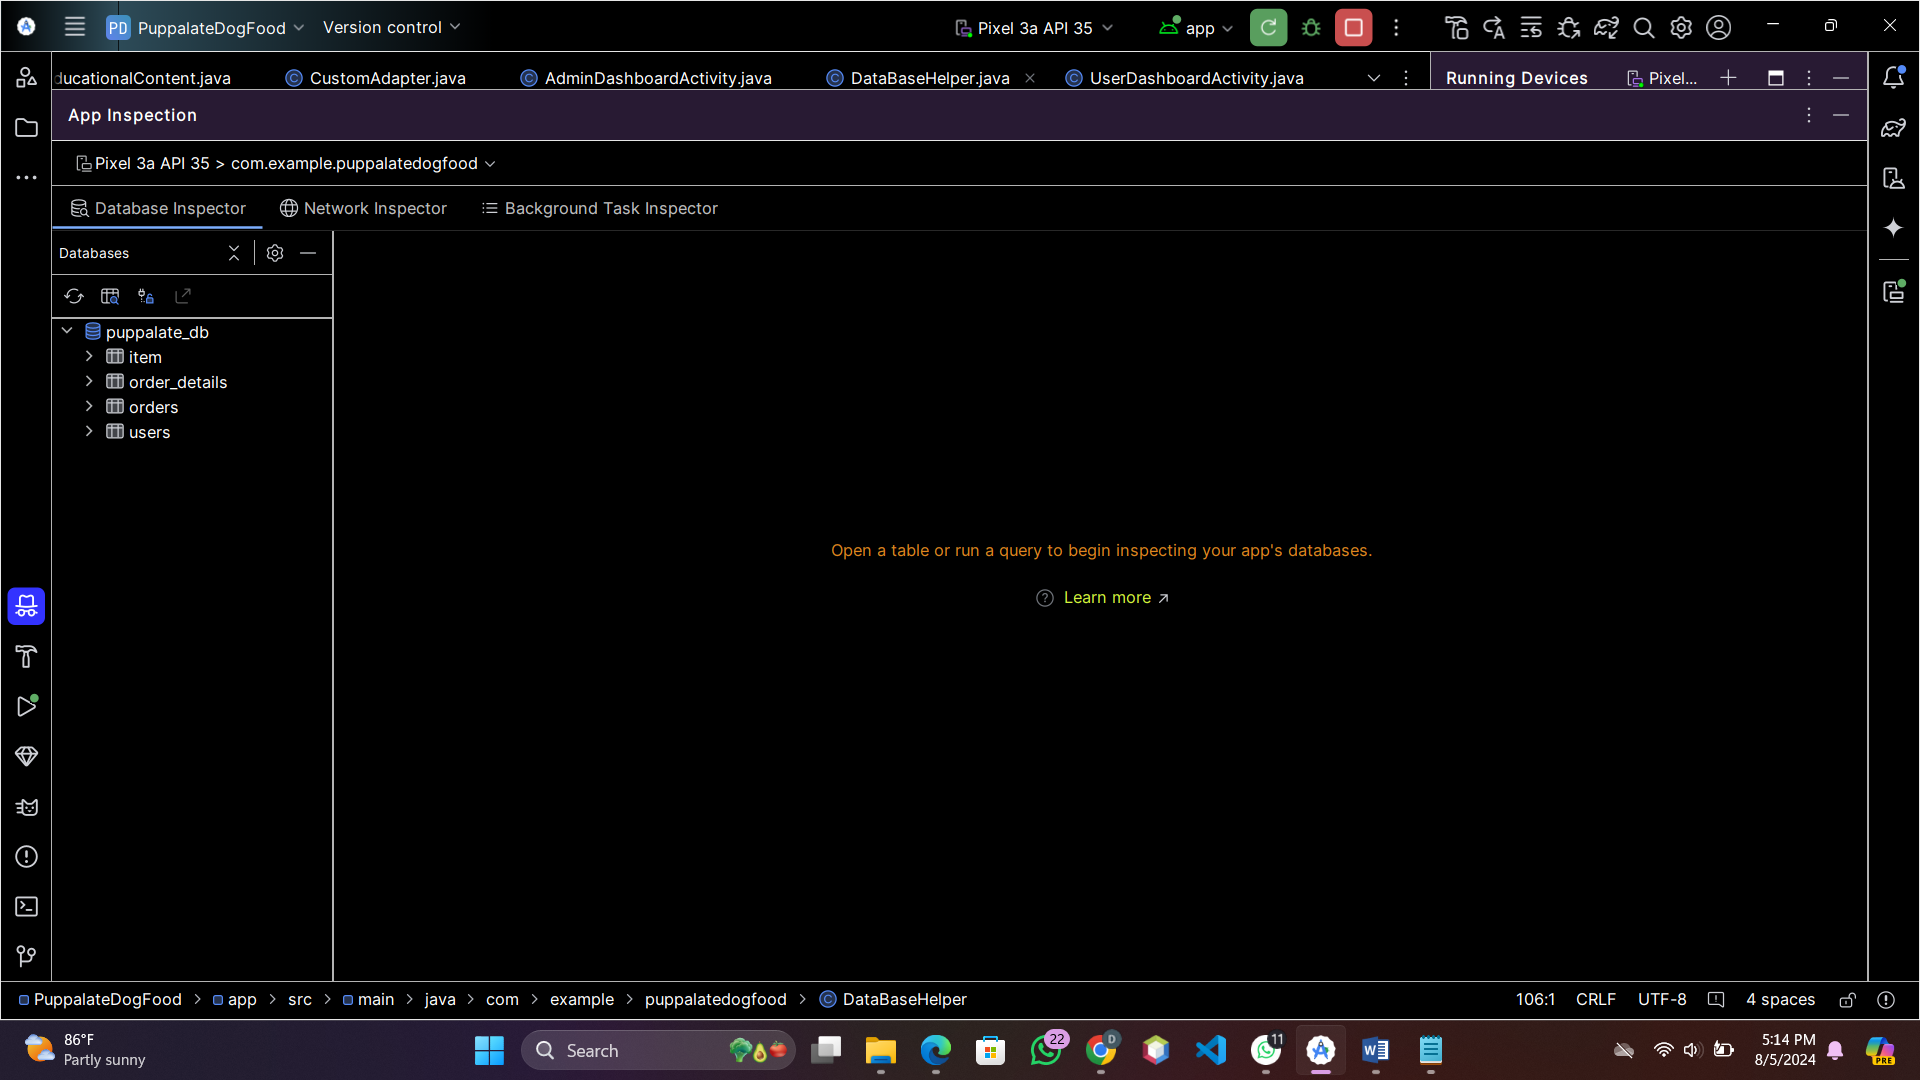 PD PuppalateDogFood Version control Pixel 3a API 35 app
ducationalContent.java CustomAdapter.java AdminDashboardActivity.java DataBaseHelper.java UserDashboardActivity.java Running Devices Pixel...
App Inspection
Pixel 3a API 35 > com.example.puppalatedogfood
Database Inspector Network Inspector Background Task Inspector
Databases
puppalate_db
item
order_details
orders
users
Open a table or run a query to begin inspecting your app's databases.
? Learn more ↗
PuppalateDogFood > app > src > main > java > com > example > puppalatedogfood > DataBaseHelper 106:1 CRLF UTF-8 4 spaces
86°F
Partly sunny
Search
22
D
11
5:14 PM
8/5/2024
PRE